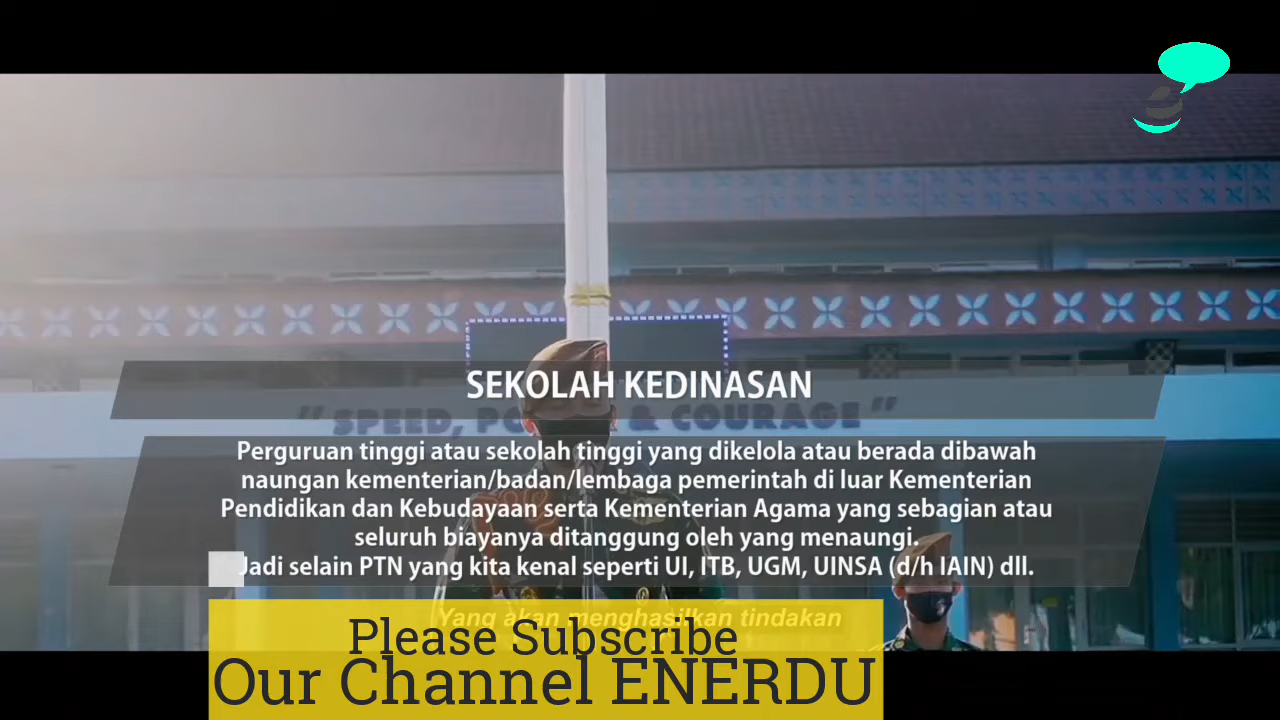 SEKOLAH KEDINASAN
" SPEED, PO & COURAGE "
Perguruan tinggi atau sekolah tinggi yang dikelola atau berada dibawah
naungan kementerian/badan/lembaga pemerintah di luar Kementerian
Pendidikan dan Kebudayaan serta Kementerian Agama yang sebagian atau
seluruh biayanya ditanggung oleh yang menaungi.
Jadi selain PTN yang kita kenal seperti UI, ITB, UGM, UINSA (d/h IAIN) dll.
Yang akan menghasilkan tindakan
Please Subscribe
Our Channel ENERDU